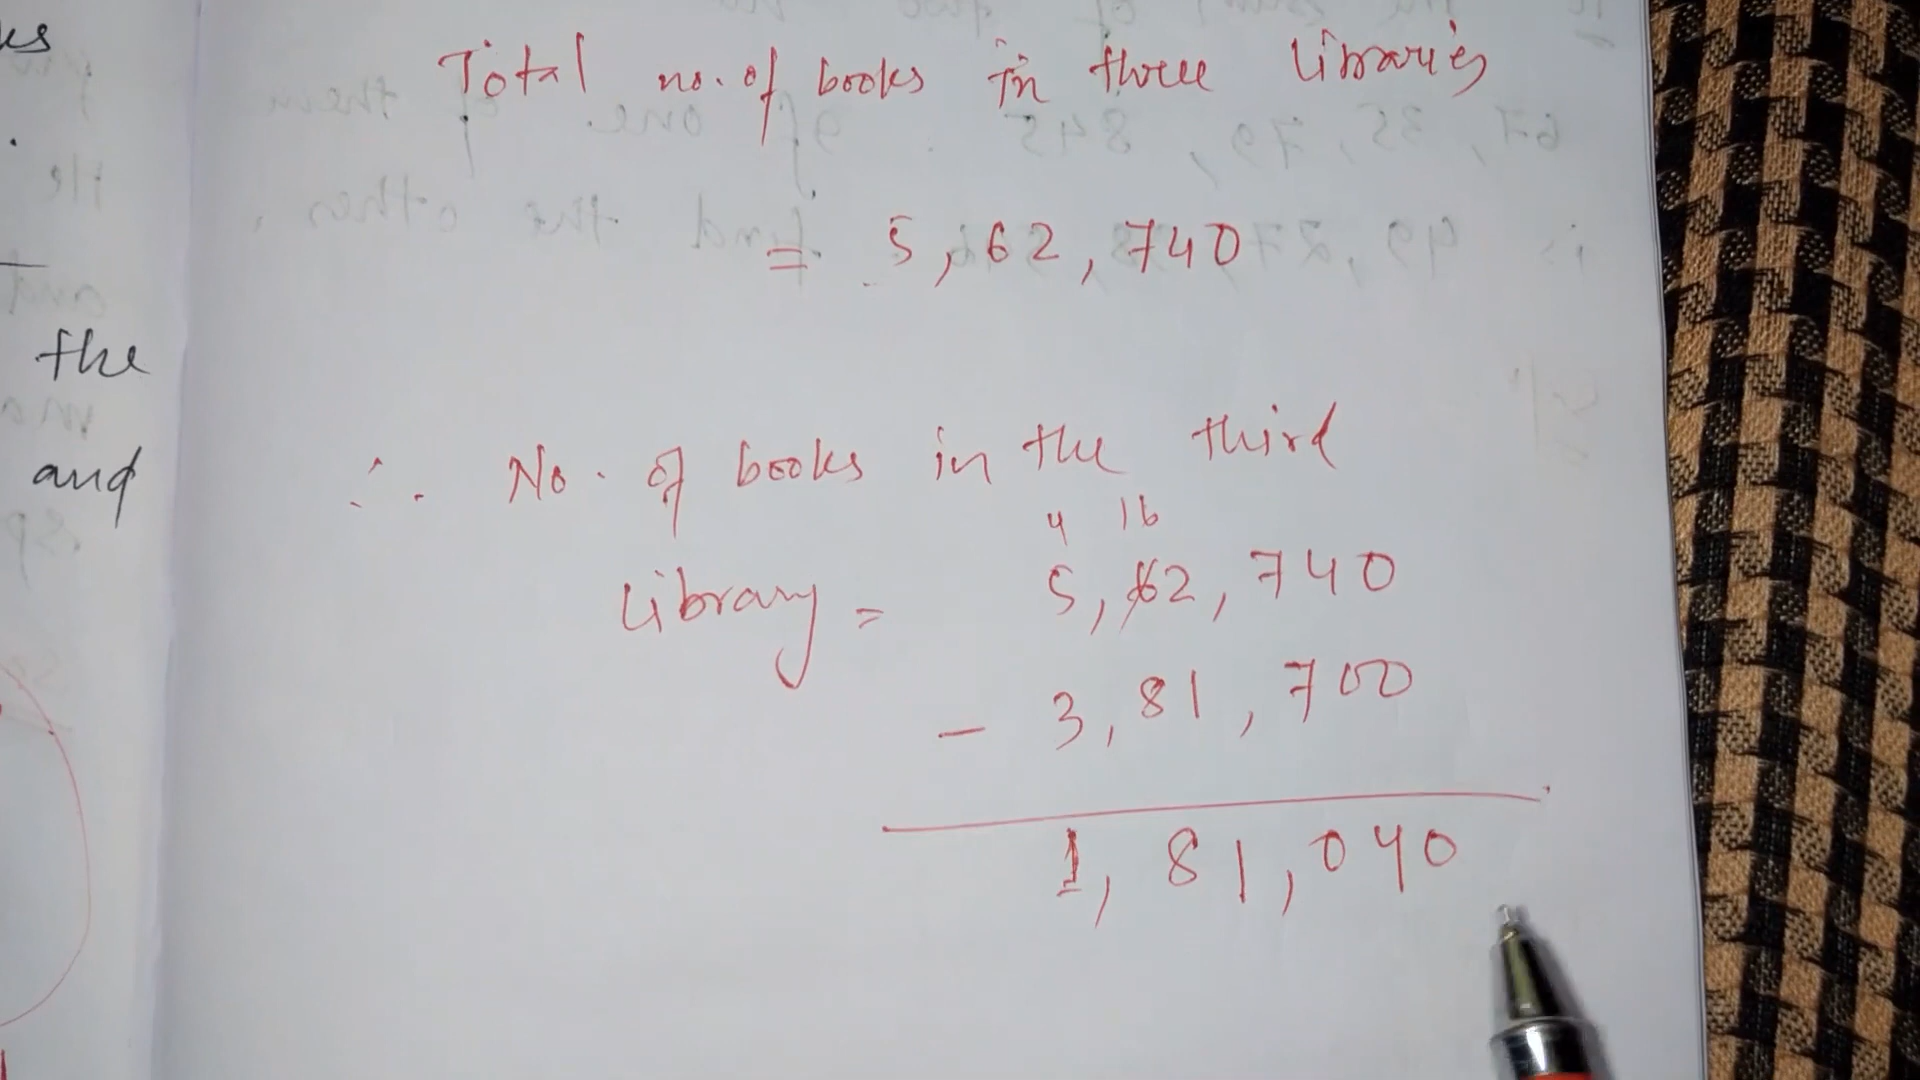 the
and
Total no. of books in three libraries
= 5,62,740
∴ No. of books in the third
4 16
Library = 5,62,740
- 3,81,700
1,81,040